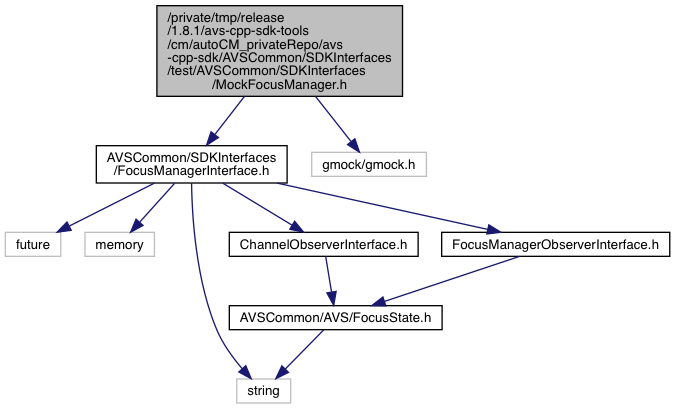 /private/tmp/release
/1.8.1/avs-cpp-sdk-tools
/cm/autoCM_privateRepo/avs
-cpp-sdk/AVSCommon/SDKInterfaces
/test/AVSCommon/SDKInterfaces
/MockFocusManager.h
AVSCommon/SDKInterfaces
/FocusManagerInterface.h
gmock/gmock.h
future
memory
ChannelObserverInterface.h
FocusManagerObserverInterface.h
AVSCommon/AVS/FocusState.h
string